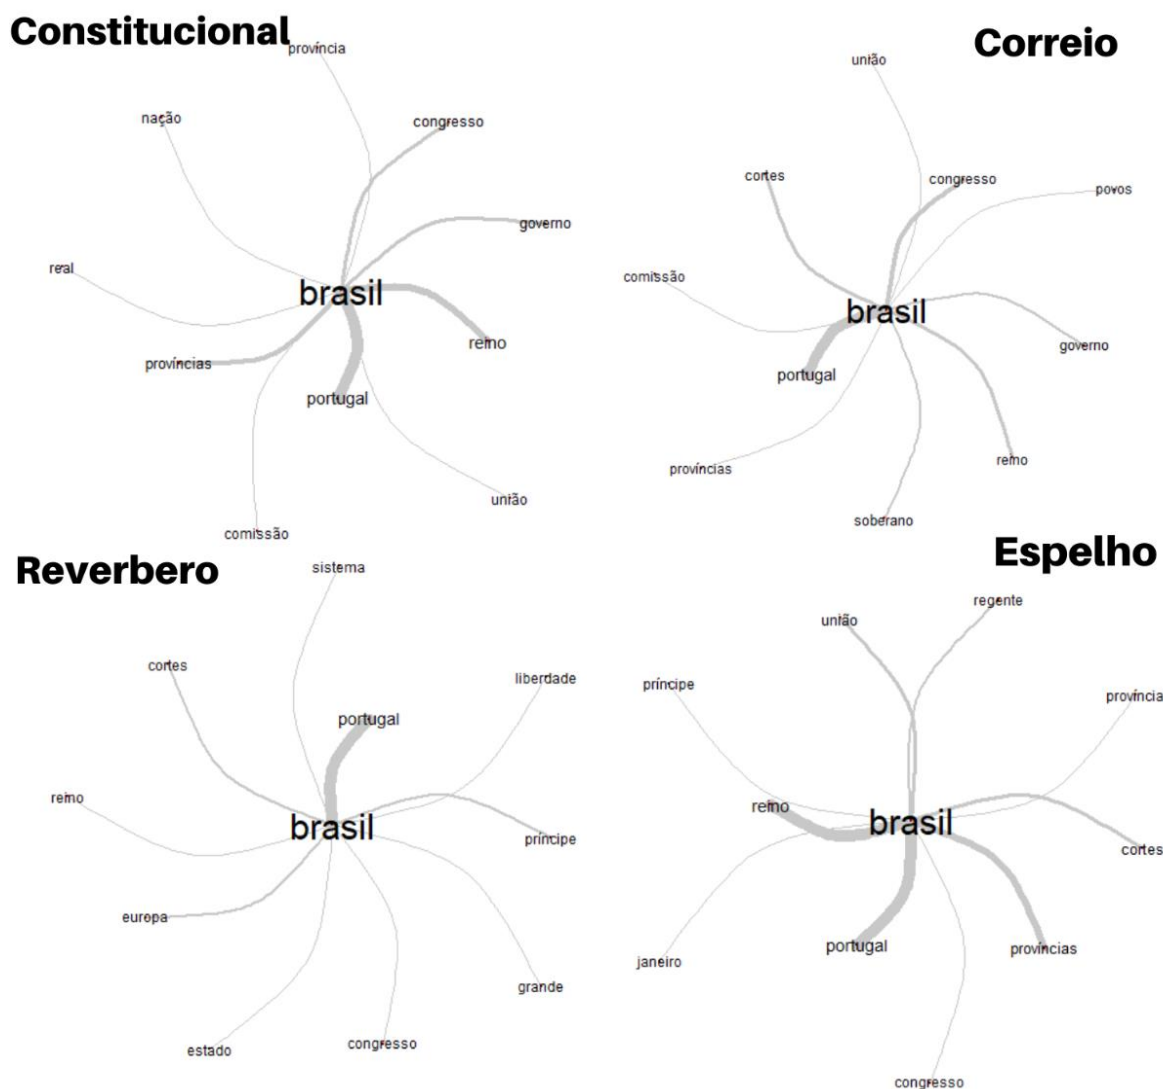 Constitucional
província
nação
congresso
governo
real
brasil
reino
províncias
portugal
união
comissão
Correio
união
cortes
congresso
povos
comissão
brasil
governo
portugal
províncias
reino
soberano
Reverbero
sistema
cortes
liberdade
portugal
reino
brasil
príncipe
europa
grande
estado
congresso
Espelho
regente
união
príncipe
província
reino
brasil
cortes
portugal
províncias
janeiro
congresso